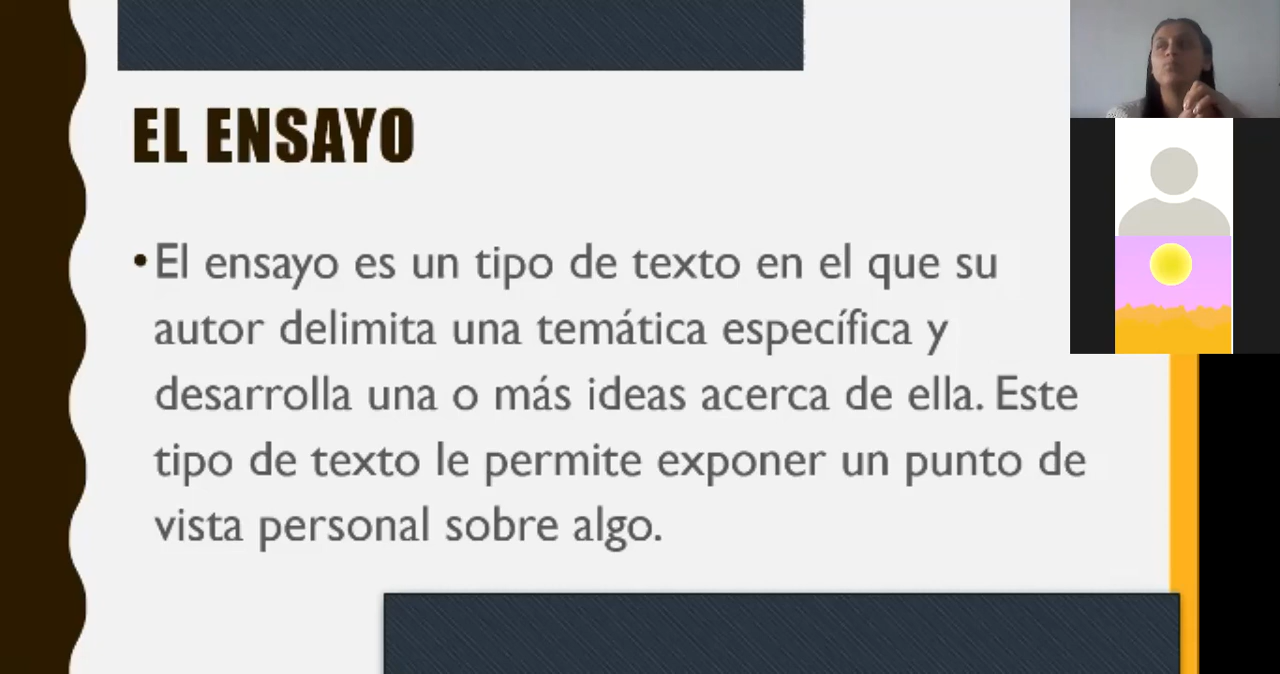 EL ENSAYO
•El ensayo es un tipo de texto en el que su
autor delimita una temática específica y
desarrolla una o más ideas acerca de ella. Este
tipo de texto le permite exponer un punto de
vista personal sobre algo.